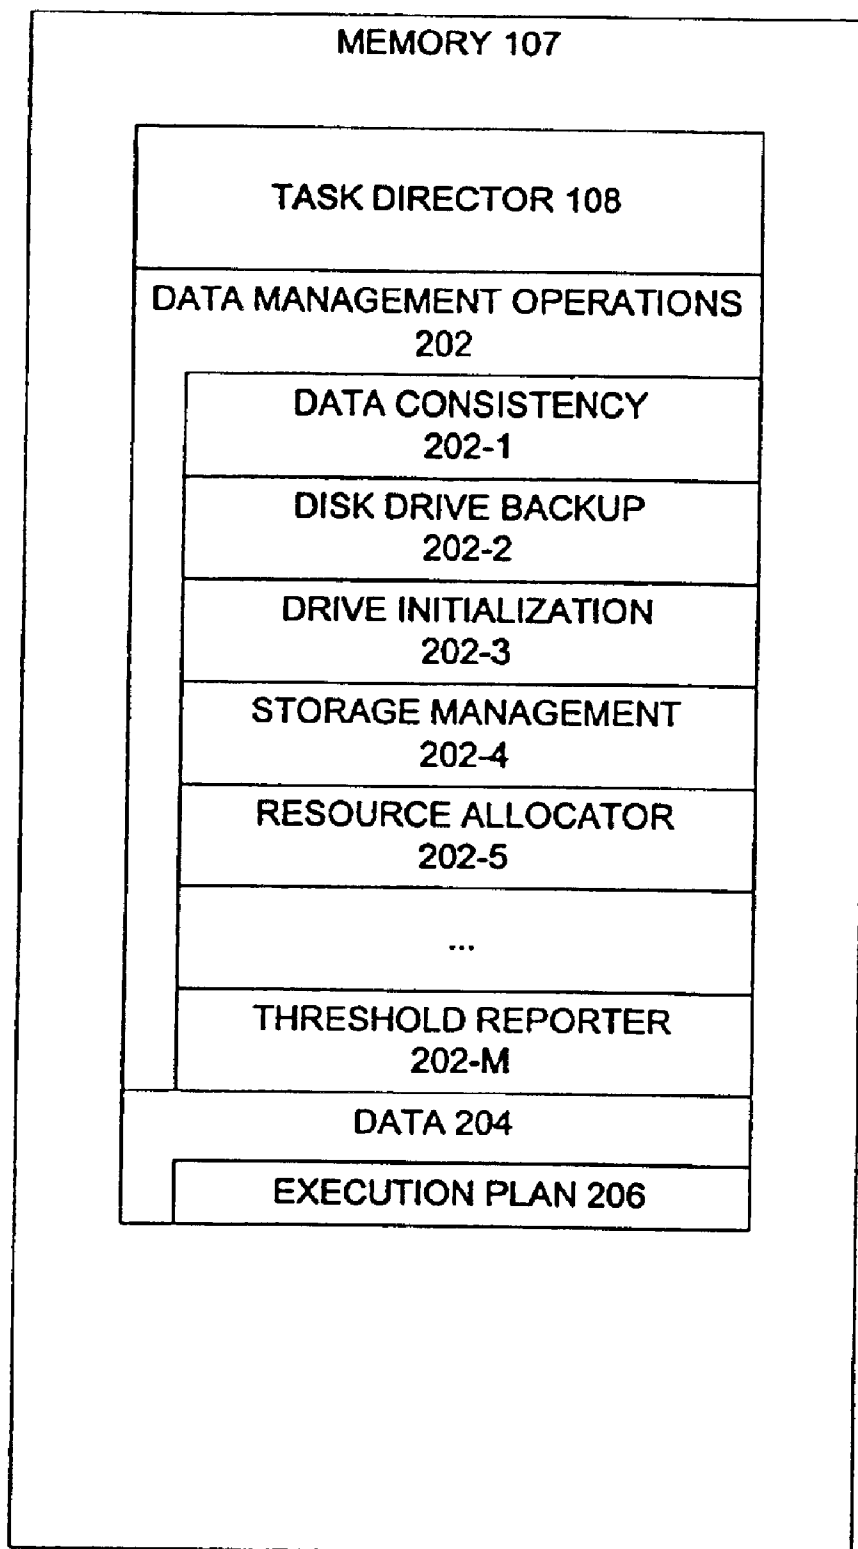 MEMORY 107
TASK DIRECTOR 108
DATA MANAGEMENT OPERATIONS
202
DATA CONSISTENCY
202-1
DISK DRIVE BACKUP
202-2
DRIVE INITIALIZATION
202-3
STORAGE MANAGEMENT
202-4
RESOURCE ALLOCATOR
202-5
...
THRESHOLD REPORTER
202-M
DATA 204
EXECUTION PLAN 206